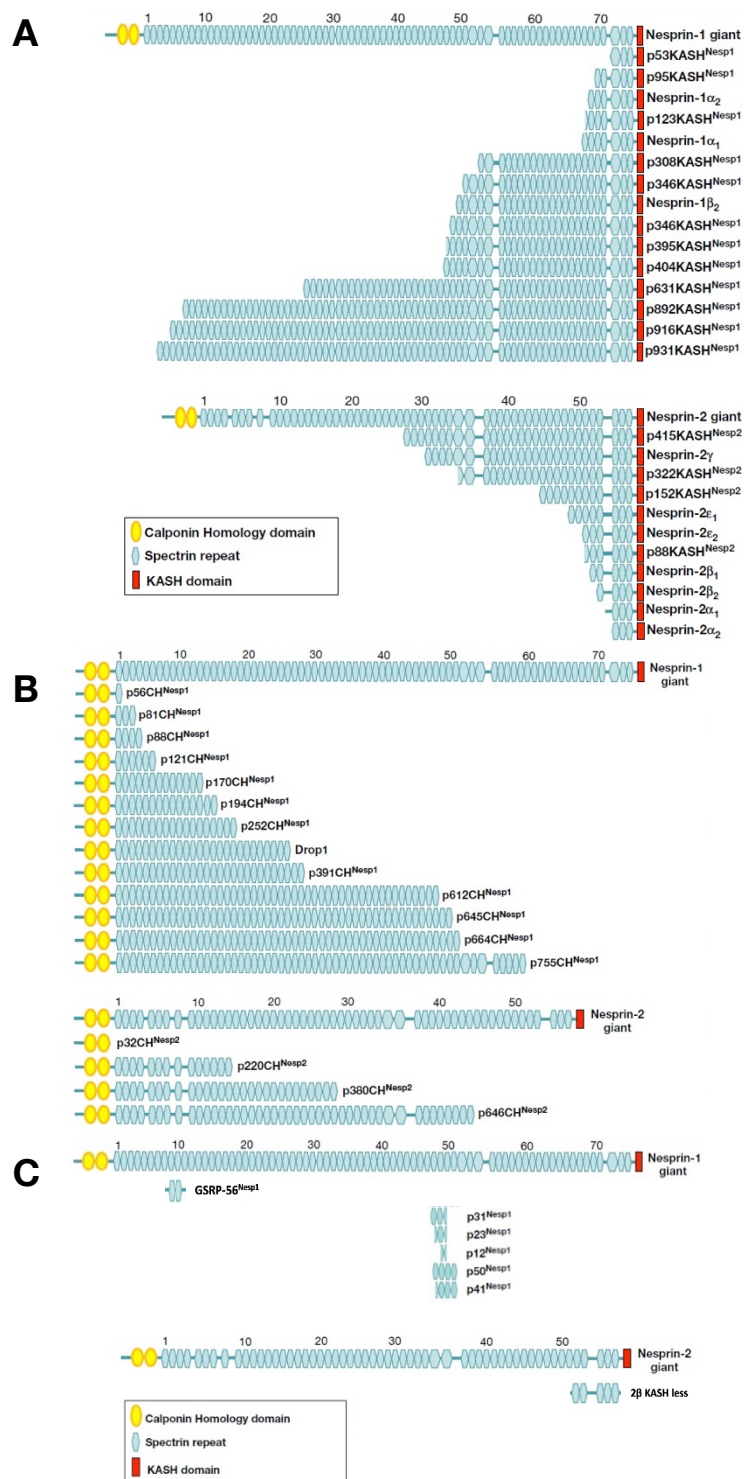 A
1 10 20 30 40 50 60 70
Nesprin-1 giant
p53KASHNesp1
p95KASHNesp1
Nesprin-1α2
p123KASHNesp1
Nesprin-1α1
p308KASHNesp1
p346KASHNesp1
Nesprin-1β2
p346KASHNesp1
p395KASHNesp1
p404KASHNesp1
p631KASHNesp1
p892KASHNesp1
p916KASHNesp1
p931KASHNesp1
1 10 20 30 40 50
Nesprin-2 giant
p415KASHNesp2
Nesprin-2γ
p322KASHNesp2
p152KASHNesp2
Nesprin-2ε1
Nesprin-2ε2
p88KASHNesp2
Nesprin-2β1
Nesprin-2β2
Nesprin-2α1
Nesprin-2α2
Calponin Homology domain
Spectrin repeat
KASH domain
B
1 10 20 30 40 50 60 70
Nesprin-1
giant
p56CHNesp1
p81CHNesp1
p88CHNesp1
p121CHNesp1
p170CHNesp1
p194CHNesp1
p252CHNesp1
Drop1
p391CHNesp1
p612CHNesp1
p645CHNesp1
p664CHNesp1
p755CHNesp1
1 10 20 30 40 50
Nesprin-2
giant
p32CHNesp2
p220CHNesp2
p380CHNesp2
p646CHNesp2
C
1 10 20 30 40 50 60 70
Nesprin-1
giant
GSRP-56Nesp1
p31Nesp1
p23Nesp1
p12Nesp1
p50Nesp1
p41Nesp1
1 10 20 30 40 50
Nesprin-2
giant
2β KASH less
Calponin Homology domain
Spectrin repeat
KASH domain